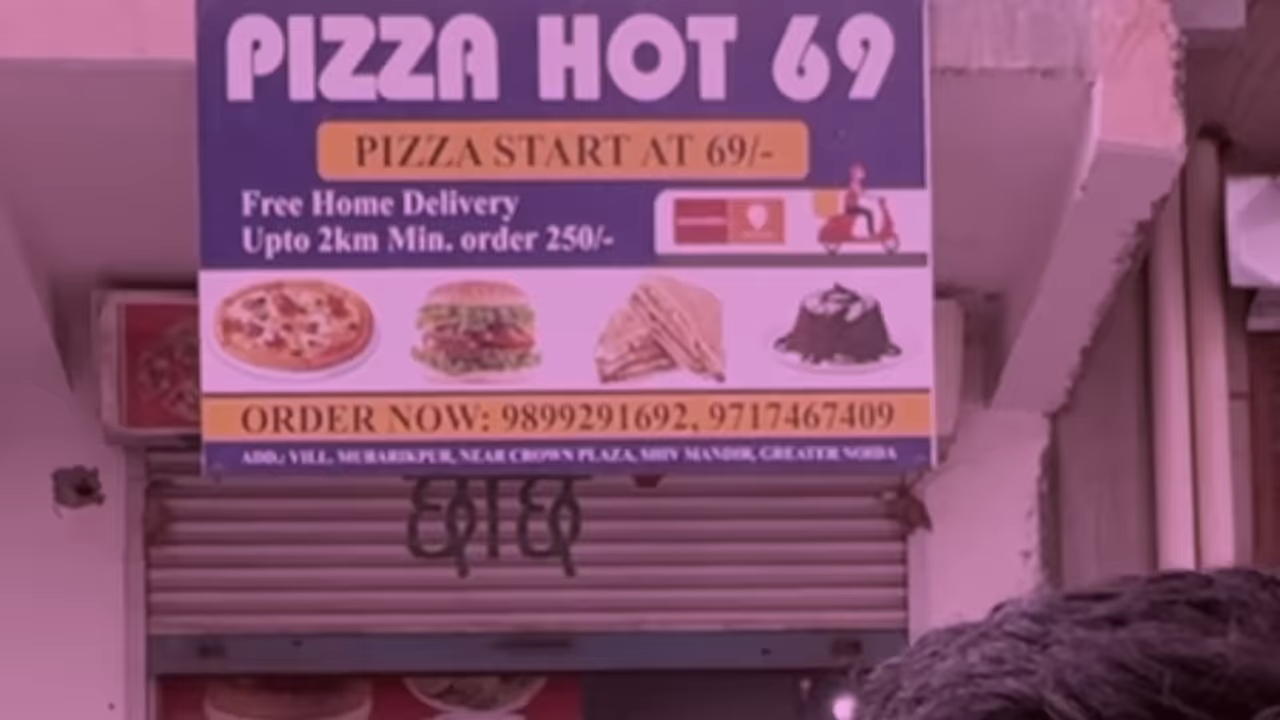 PIZZA HOT 69
PIZZA START AT 69/-
Free Home Delivery
Upto 2km Min. order 250/-
ORDER NOW: 9899291692, 9717467409
ADD.: VILL. MUBARIKPUR, NEAR CROWN PLAZA, SHIV MANDIR, GREATER NOIDA
छाछ